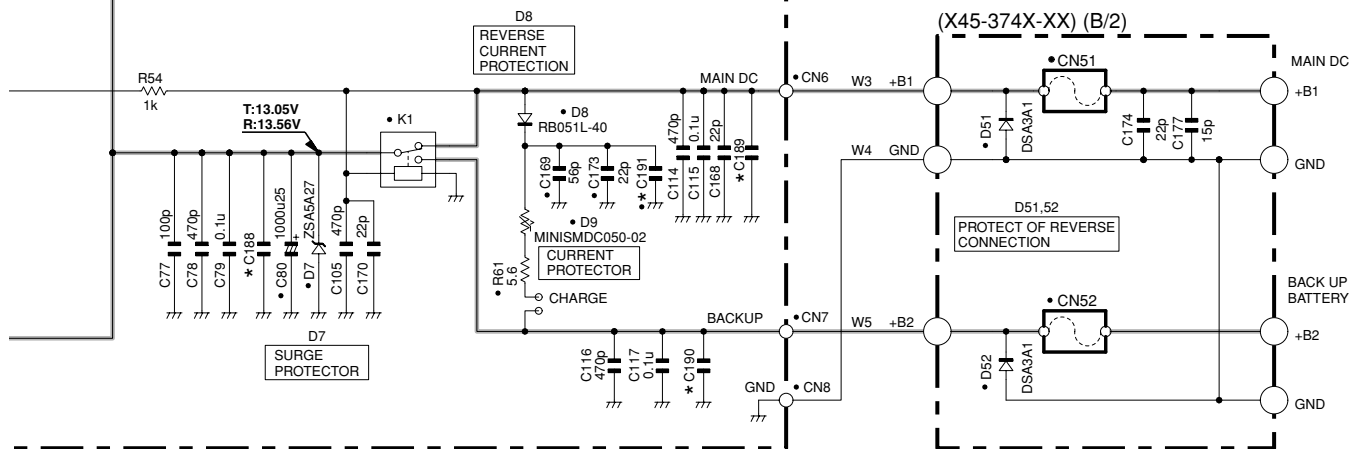 (X45-374X-XX) (B/2)
D8
REVERSE
CURRENT
PROTECTION
R54
1k
T:13.05V
R:13.56V
• K1
MAIN DC
• CN6
W3
+B1
• CN51
MAIN DC
+B1
• D8
RB051L-40
• C169
56p
• C173
22p
•* C191
470p
C114
0.1u
C115
22p
C168
* C189
W4
GND
• D51
DSA3A1
C174
22p
C177
15p
GND
100p
C77
470p
C78
0.1u
C79
* C188
1000u25
+
• C80
ZSA5A27
• D7
470p
C105
22p
C170
• D9
MINISMDC050-02
CURRENT
PROTECTOR
• R61
5.6
CHARGE
D51,52
PROTECT OF REVERSE
CONNECTION
D7
SURGE
PROTECTOR
BACKUP
• CN7
W5
+B2
• CN52
BACK UP
BATTERY
+B2
C116
470p
C117
0.1u
* C190
GND
• CN8
• D52
DSA3A1
GND